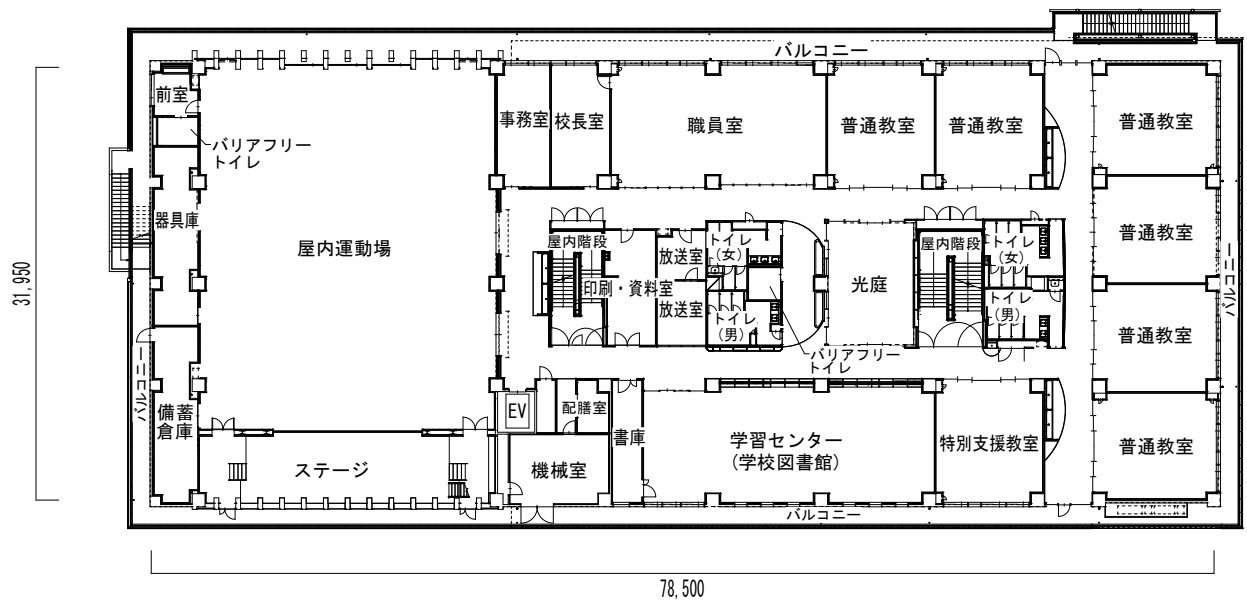 バルコニー
前室
事務室
校長室
職員室
普通教室
普通教室
普通教室
バリアフリー
トイレ
器具庫
屋内運動場
屋内階段
放送室
トイレ
(女)
光庭
屋内階段
トイレ
(女)
普通教室
バルコニー
31,950
印刷・資料室
放送室
トイレ
(男)
トイレ
(男)
バリアフリー
トイレ
普通教室
バルコニー
備蓄
倉庫
EV
配膳室
書庫
学習センター
(学校図書館)
特別支援教室
普通教室
ステージ
機械室
バルコニー
78,500